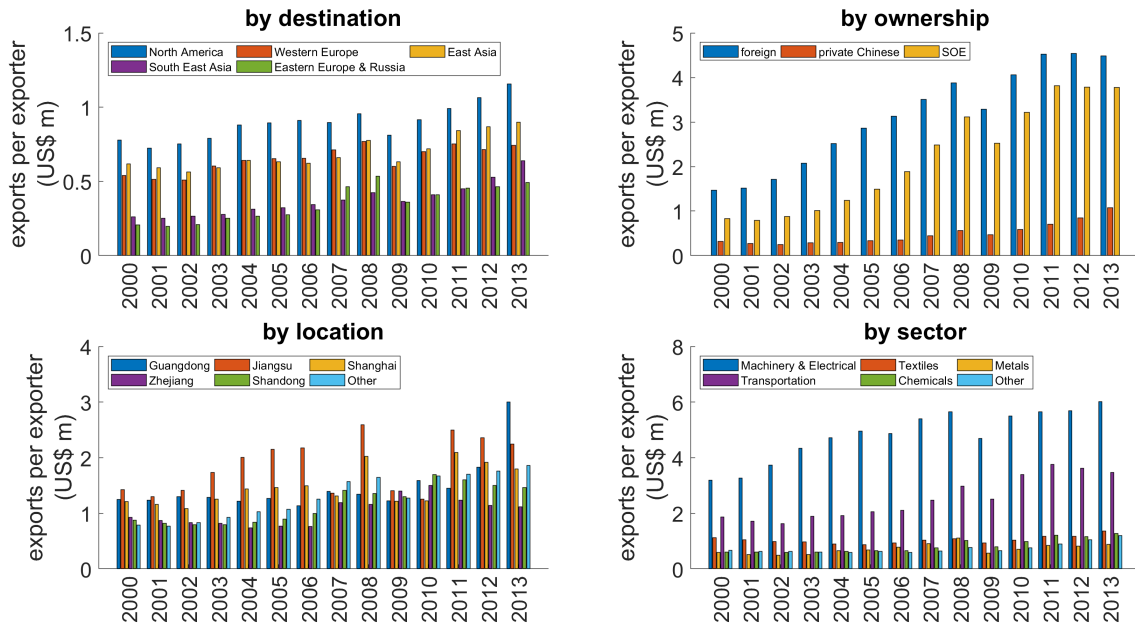 by destination
exports per exporter
(US$ m)
1.5
1
0.5
0
North America Western Europe East Asia
South East Asia Eastern Europe & Russia
2000 2001 2002 2003 2004 2005 2006 2007 2008 2009 2010 2011 2012 2013
by ownership
exports per exporter
(US$ m)
5
4
3
2
1
0
foreign private Chinese SOE
2000 2001 2002 2003 2004 2005 2006 2007 2008 2009 2010 2011 2012 2013
by location
exports per exporter
(US$ m)
4
3
2
1
0
Guangdong Jiangsu Shanghai
Zhejiang Shandong Other
2000 2001 2002 2003 2004 2005 2006 2007 2008 2009 2010 2011 2012 2013
by sector
exports per exporter
(US$ m)
8
6
4
2
0
Machinery & Electrical Textiles Metals
Transportation Chemicals Other
2000 2001 2002 2003 2004 2005 2006 2007 2008 2009 2010 2011 2012 2013